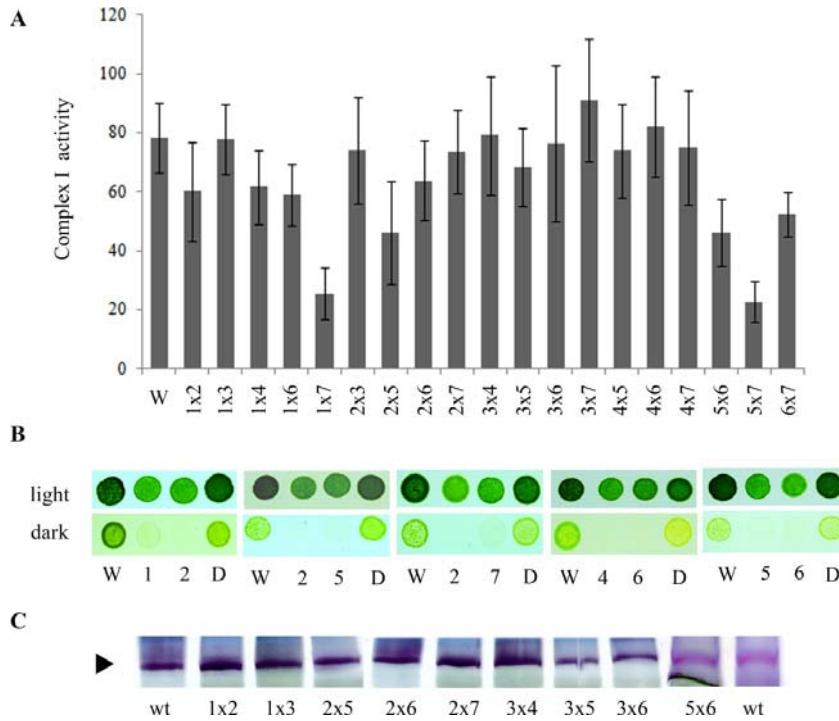 A
Complex I activity
120
100
80
60
40
20
0
W 1x2 1x3 1x4 1x6 1x7 2x3 2x5 2x6 2x7 3x4 3x5 3x6 3x7 4x5 4x6 4x7 5x6 5x7 6x7
B
light
dark
W 1 2 D W 2 5 D W 2 7 D W 4 6 D W 5 6 D
C
wt 1x2 1x3 2x5 2x6 2x7 3x4 3x5 3x6 5x6 wt